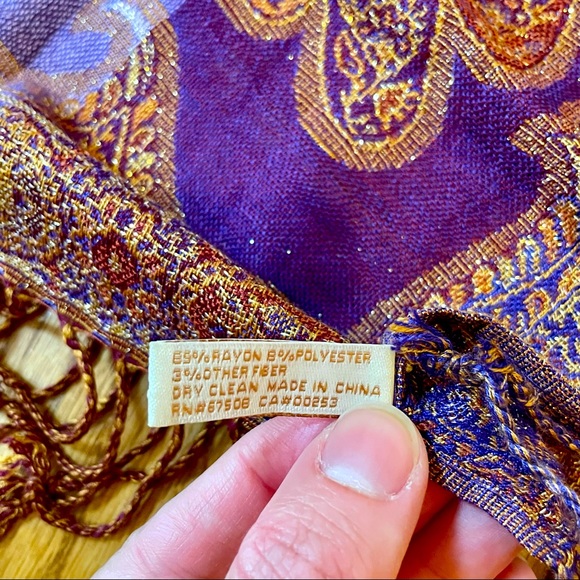 85%RAYON 8%POLYESTER
3%OTHER FIBER
DRY CLEAN MADE IN CHINA
RN#67508 CA#00253